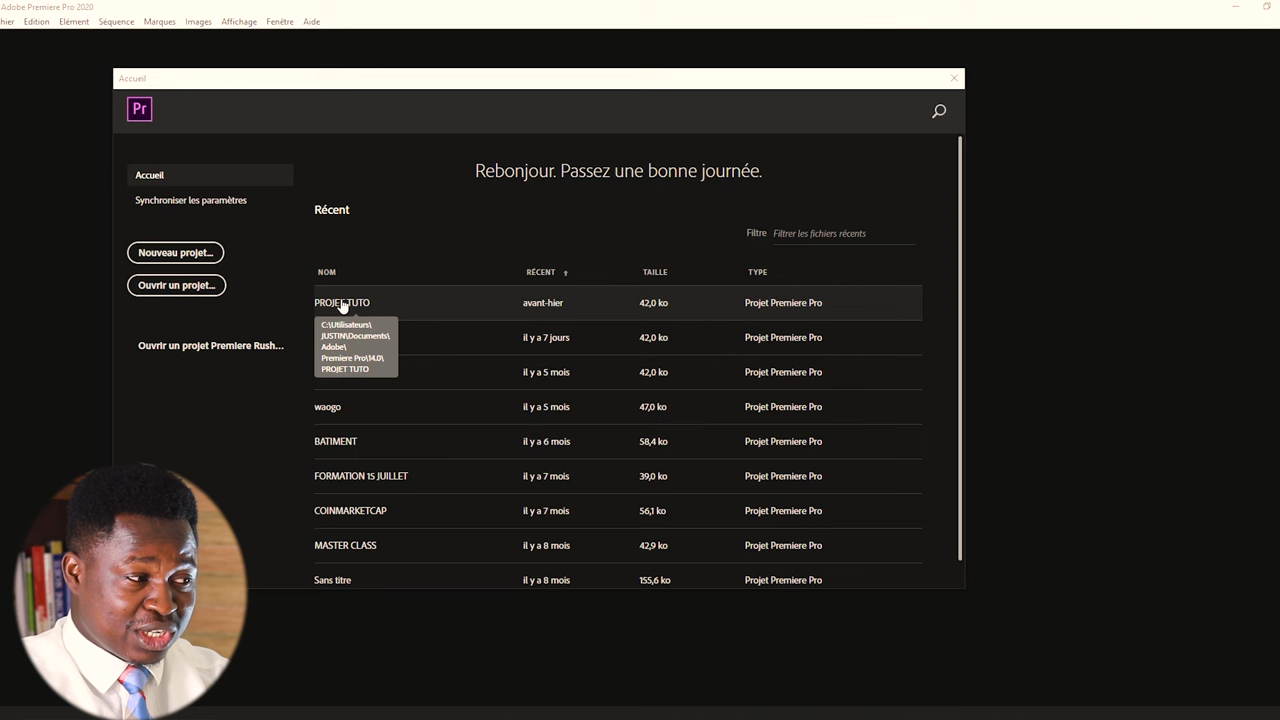 Adobe Premiere Pro 2020
hier Edition Elément Séquence Marques Images Affichage Fenêtre Aide
Accueil
Pr
Rebonjour. Passez une bonne journée.
Accueil
Synchroniser les paramètres
Nouveau projet...
Ouvrir un projet...
Ouvrir un projet Premiere Rush...
Récent
Filtre Filtrer les fichiers récents
NOM RÉCENT TAILLE TYPE
PROJET TUTO avant-hier 42,0 ko Projet Premiere Pro
C:\Utilisateurs\
JUSTIN\Documents\
Adobe\
Premiere Pro\14.0\
PROJET TUTO
il y a 7 jours 42,0 ko Projet Premiere Pro
il y a 5 mois 42,0 ko Projet Premiere Pro
waogo il y a 5 mois 47,0 ko Projet Premiere Pro
BATIMENT il y a 6 mois 58,4 ko Projet Premiere Pro
FORMATION 15 JUILLET il y a 7 mois 39,0 ko Projet Premiere Pro
COINMARKETCAP il y a 7 mois 56,1 ko Projet Premiere Pro
MASTER CLASS il y a 8 mois 42,9 ko Projet Premiere Pro
Sans titre il y a 8 mois 155,6 ko Projet Premiere Pro